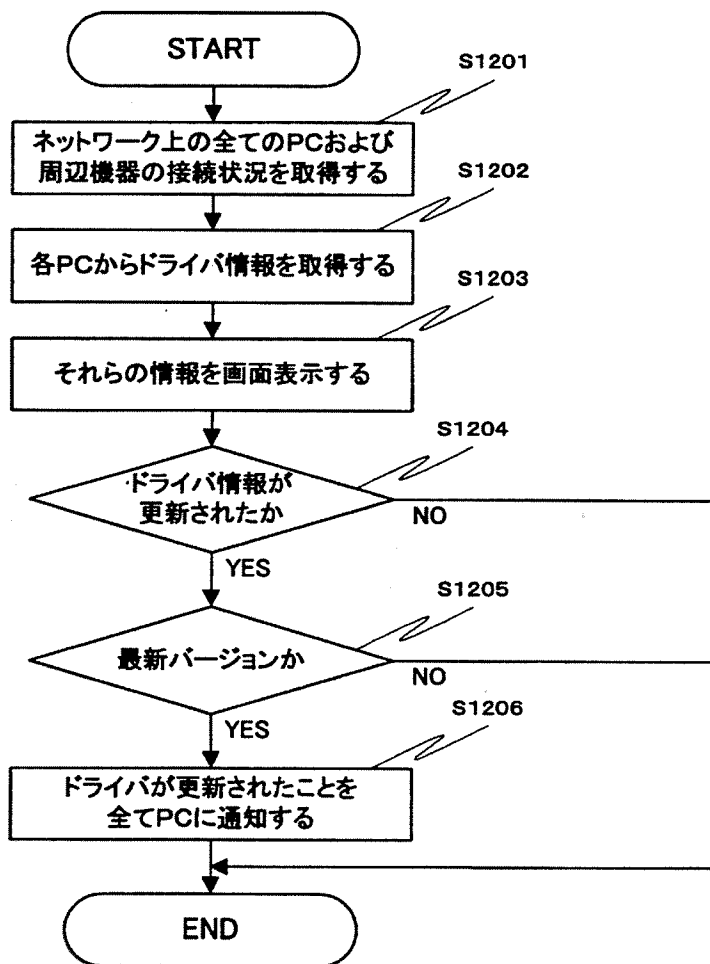 START
S1201
ネットワーク上の全てのPCおよび
周辺機器の接続状況を取得する
S1202
各PCからドライバ情報を取得する
S1203
それらの情報を画面表示する
S1204
ドライバ情報が
更新されたか
NO
YES
S1205
最新バージョンか
NO
YES
S1206
ドライバが更新されたことを
全てPCに通知する
END